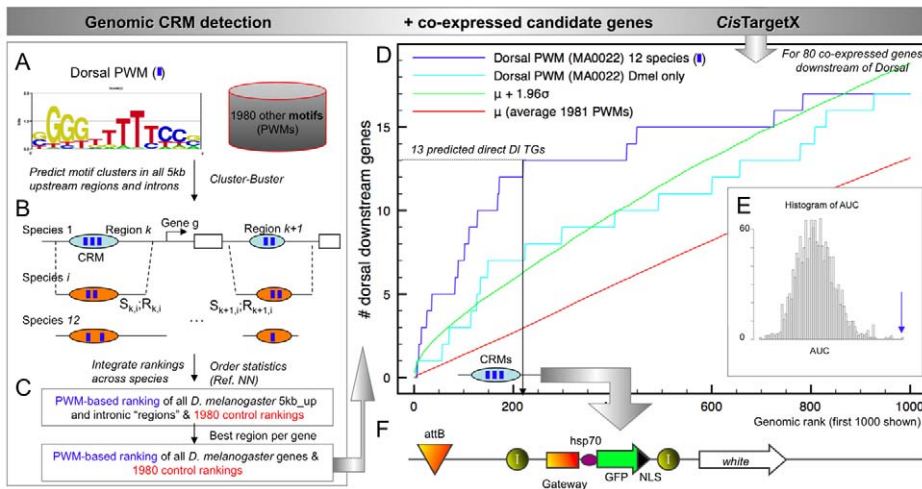 Genomic CRM detection
+ co-expressed candidate genes
CisTargetX
A
Dorsal PWM ( )
1980 other motifs
(PWMs)
Predict motif clusters in all 5kb
upstream regions and introns
Cluster-Buster
B
Species 1
Region k
Gene g
Region k+1
CRM
Species i
Sk,i;Rk,i
Sk+1,i;Rk+1,i
Species 12
...
Integrate rankings
across species
Order statistics
(Ref. NN)
C
PWM-based ranking of all D. melanogaster 5kb_up
and intronic "regions" & 1980 control rankings
Best region per gene
PWM-based ranking of all D. melanogaster genes &
1980 control rankings
D
Dorsal PWM (MA0022) 12 species ( )
Dorsal PWM (MA0022) Dmel only
μ + 1.96σ
μ (average 1981 PWMs)
For 80 co-expressed genes
downstream of Dorsal
13 predicted direct Dl TGs
# dorsal downstream genes
15
10
5
0
0
200
400
600
800
1000
Genomic rank (first 1000 shown)
CRMs
E
Histogram of AUC
60
0
AUC
F
attB
I
hsp70
I
Gateway
GFP
NLS
white